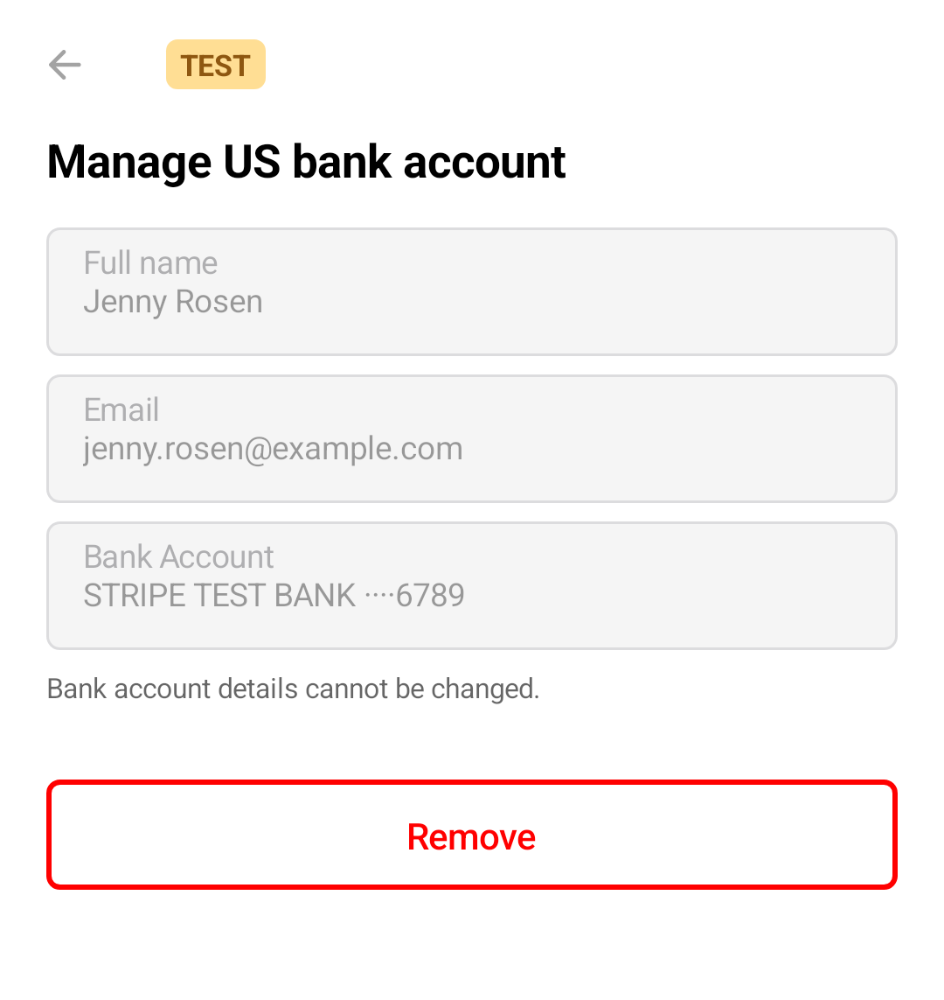 TEST
Manage US bank account
Full name
Jenny Rosen
Email
jenny.rosen@example.com
Bank Account
STRIPE TEST BANK ····6789
Bank account details cannot be changed.
Remove